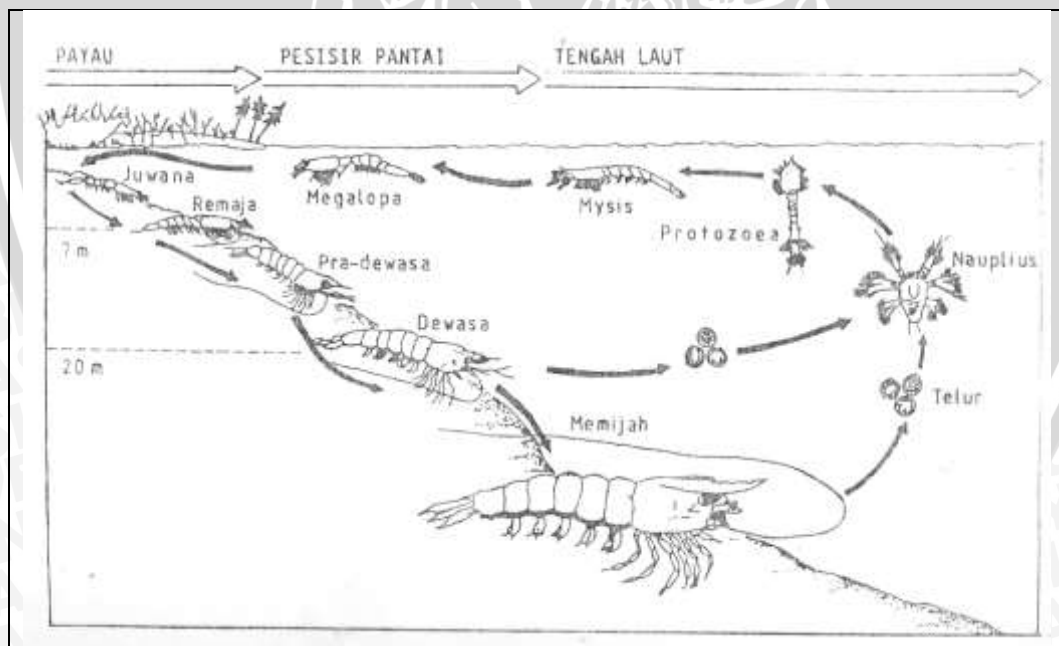 PAYAU
PESISIR PANTAI
TENGAH LAUT
Juwana
Megalopa
Mysis
Remaja
Protozoea
7 m
Pra-dewasa
Nauplius
Dewasa
20 m
Telur
Memijah